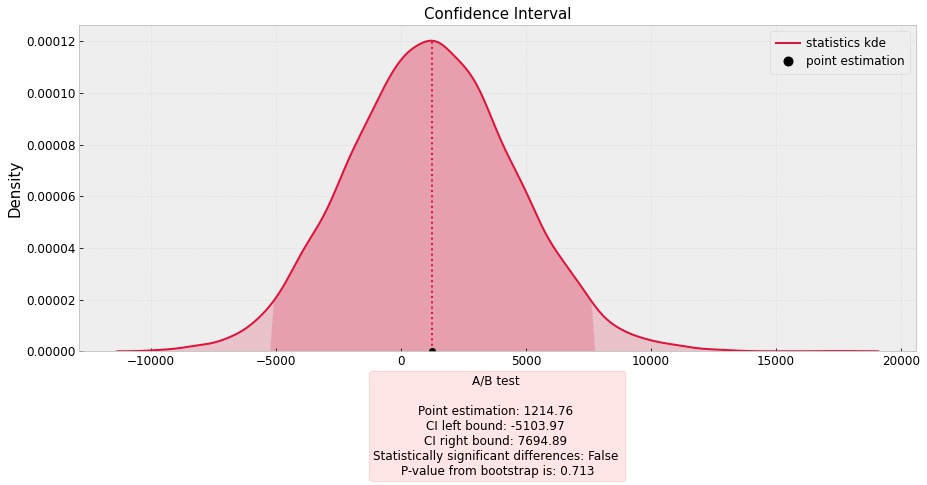 Confidence Interval
statistics kde
point estimation
Density
0.00012
0.00010
0.00008
0.00006
0.00004
0.00002
0.00000
−10000 −5000 0 5000 10000 15000 20000
A/B test
Point estimation: 1214.76
CI left bound: -5103.97
CI right bound: 7694.89
Statistically significant differences: False
P-value from bootstrap is: 0.713